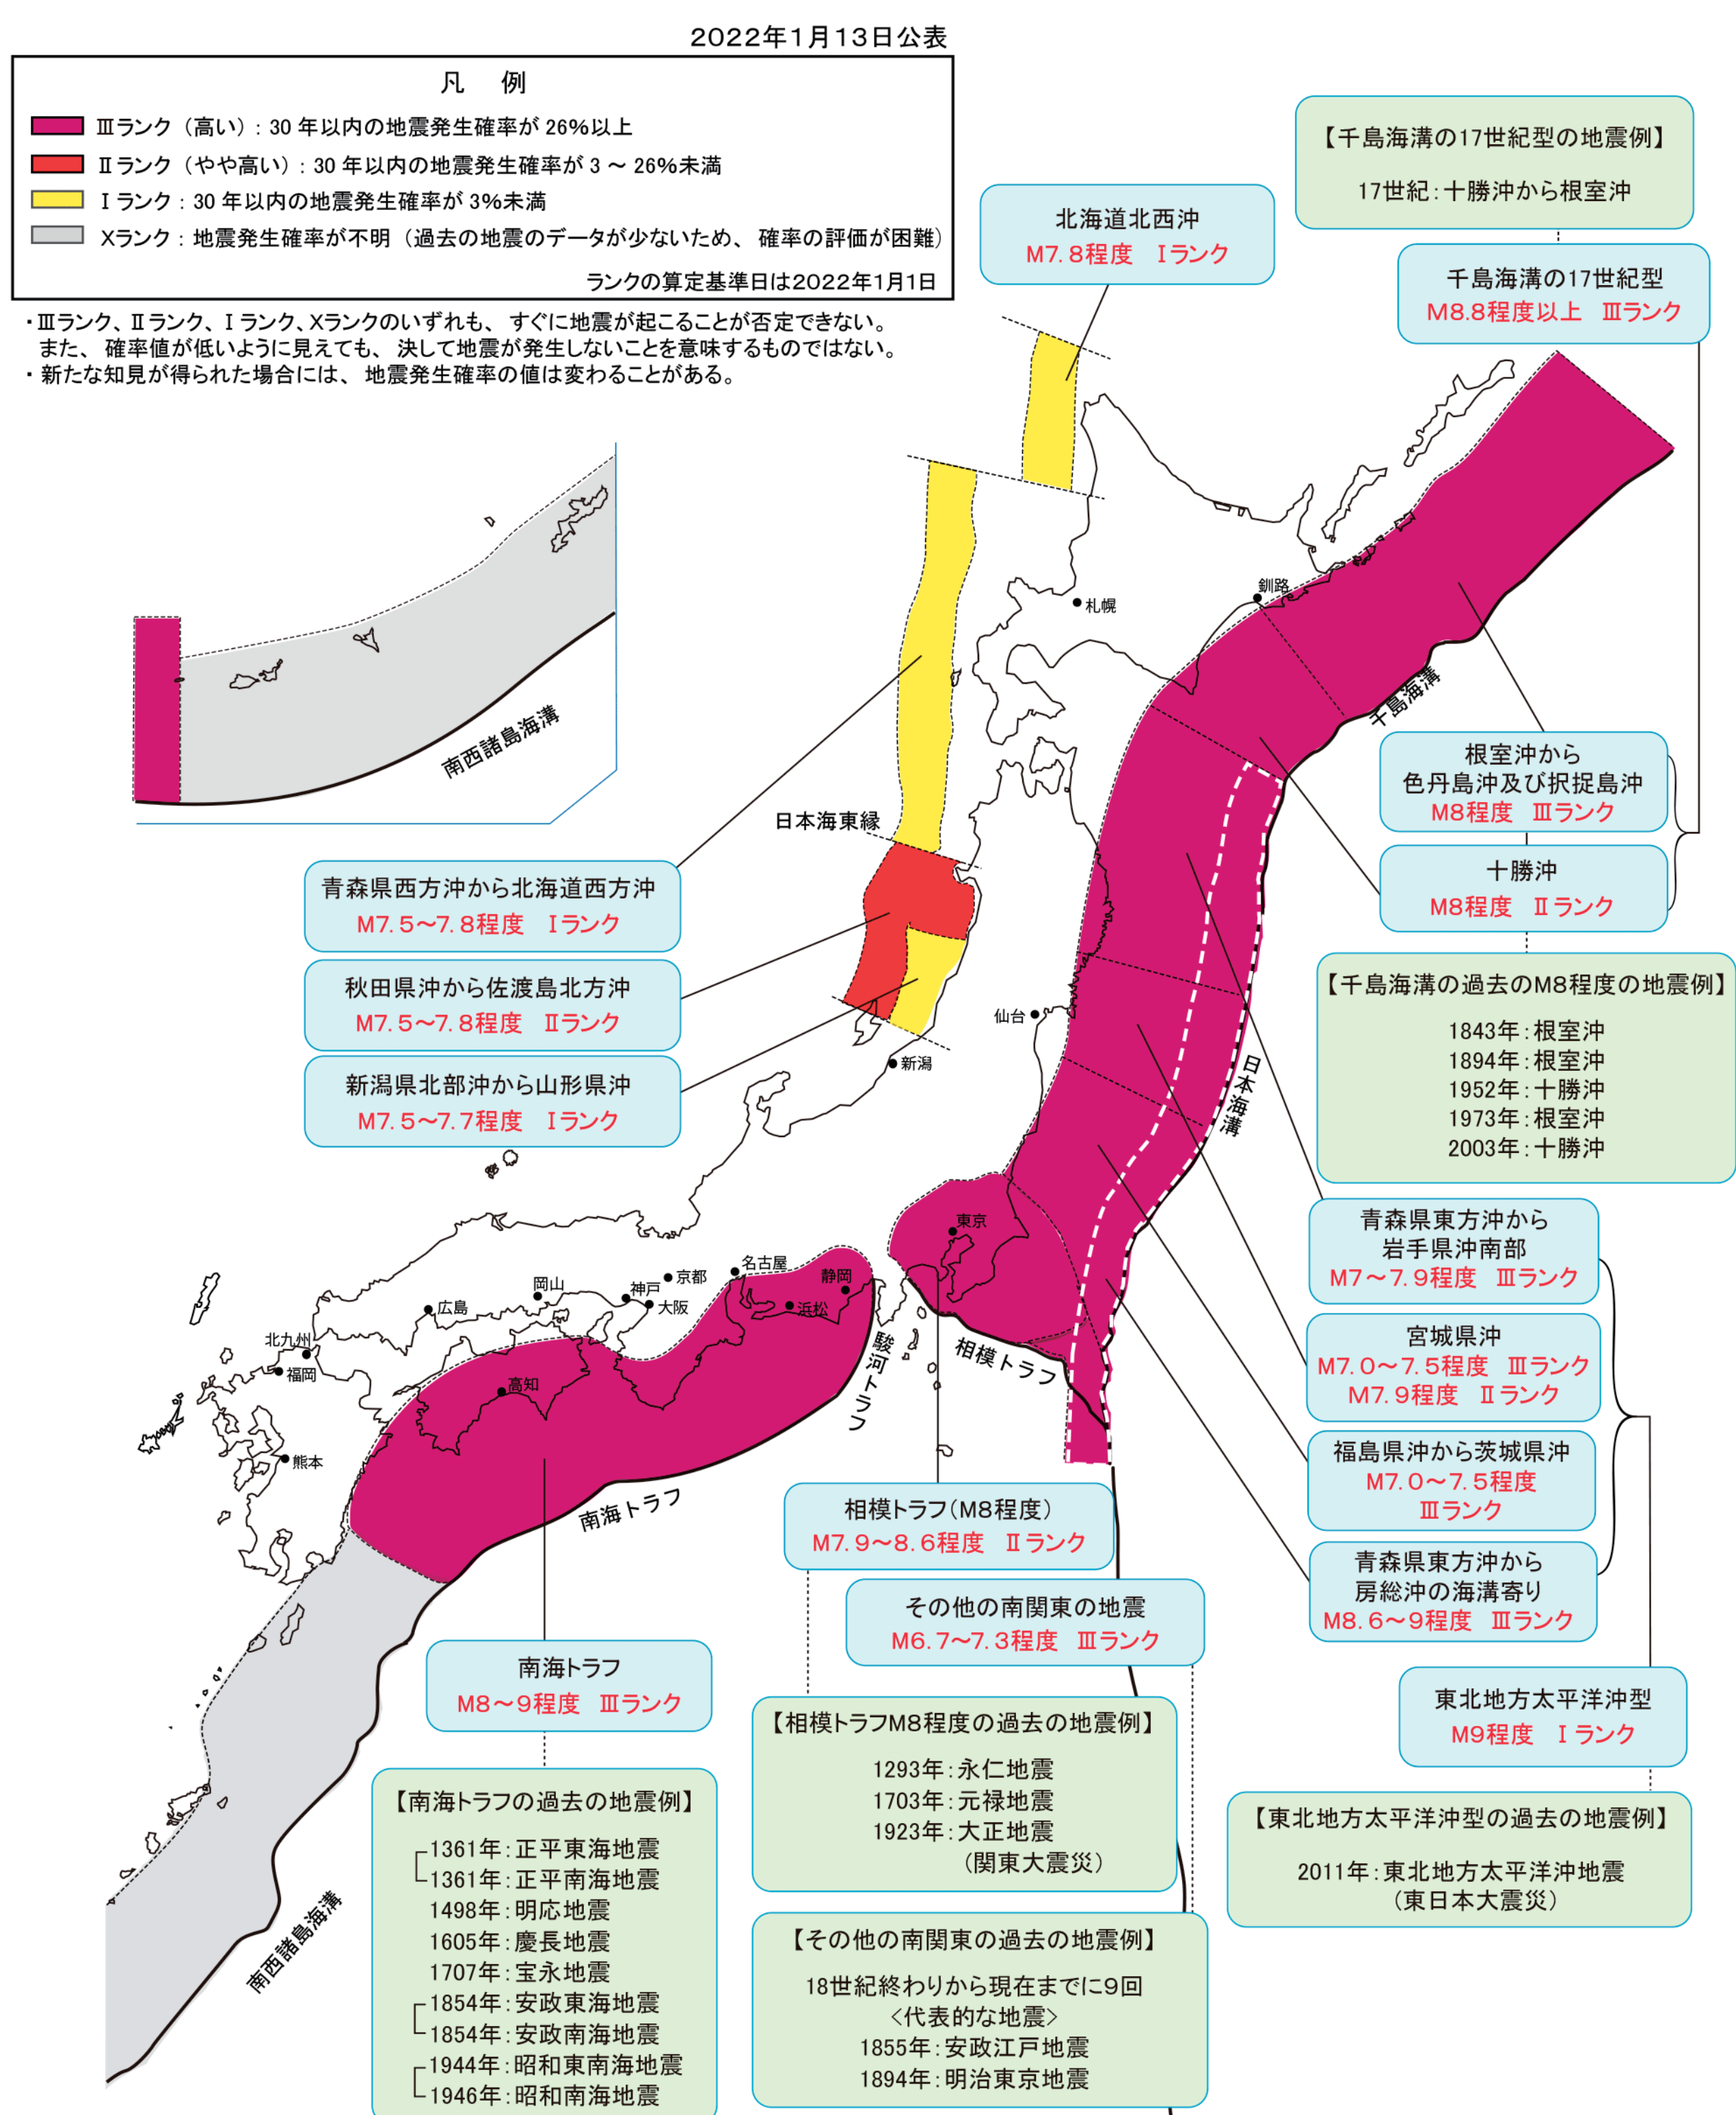 2022年1月13日公表
凡 例
Ⅲランク（高い）：30年以内の地震発生確率が26%以上
Ⅱランク（やや高い）：30年以内の地震発生確率が3～26%未満
Ⅰランク：30年以内の地震発生確率が3%未満
Xランク：地震発生確率が不明（過去の地震のデータが少ないため、確率の評価が困難）
ランクの算定基準日は2022年1月1日
・Ⅲランク、Ⅱランク、Ⅰランク、Xランクのいずれも、すぐに地震が起こることが否定できない。
また、確率値が低いように見えても、決して地震が発生しないことを意味するものではない。
・新たな知見が得られた場合には、地震発生確率の値は変わることがある。
【千島海溝の17世紀型の地震例】
17世紀：十勝沖から根室沖
北海道北西沖
M7.8程度 Ⅰランク
千島海溝の17世紀型
M8.8程度以上 Ⅲランク
釧路
札幌
千島海溝
南西諸島海溝
根室沖から
色丹島沖及び択捉島沖
M8程度 Ⅲランク
日本海東縁
十勝沖
M8程度 Ⅱランク
青森県西方沖から北海道西方沖
M7.5～7.8程度 Ⅰランク
秋田県沖から佐渡島北方沖
M7.5～7.8程度 Ⅱランク
新潟県北部沖から山形県沖
M7.5～7.7程度 Ⅰランク
【千島海溝の過去のM8程度の地震例】
1843年：根室沖
1894年：根室沖
1952年：十勝沖
1973年：根室沖
2003年：十勝沖
仙台
新潟
日本海溝
青森県東方沖から
岩手県沖南部
M7～7.9程度 Ⅲランク
宮城県沖
M7.0～7.5程度 Ⅲランク
M7.9程度 Ⅱランク
福島県沖から茨城県沖
M7.0～7.5程度
Ⅲランク
青森県東方沖から
房総沖の海溝寄り
M8.6～9程度 Ⅲランク
東京
名古屋
静岡
京都
岡山
神戸
大阪
浜松
広島
北九州
福岡
高知
熊本
駿河トラフ
相模トラフ
南海トラフ
相模トラフ（M8程度）
M7.9～8.6程度 Ⅱランク
その他の南関東の地震
M6.7～7.3程度 Ⅲランク
南海トラフ
M8～9程度 Ⅲランク
東北地方太平洋沖型
M9程度 Ⅰランク
【相模トラフM8程度の過去の地震例】
1293年：永仁地震
1703年：元禄地震
1923年：大正地震
（関東大震災）
【南海トラフの過去の地震例】
1361年：正平東海地震
1361年：正平南海地震
1498年：明応地震
1605年：慶長地震
1707年：宝永地震
1854年：安政東海地震
1854年：安政南海地震
1944年：昭和東南海地震
1946年：昭和南海地震
【東北地方太平洋沖型の過去の地震例】
2011年：東北地方太平洋沖地震
（東日本大震災）
【その他の南関東の過去の地震例】
18世紀終わりから現在までに9回
<代表的な地震>
1855年：安政江戸地震
1894年：明治東京地震
南西諸島海溝